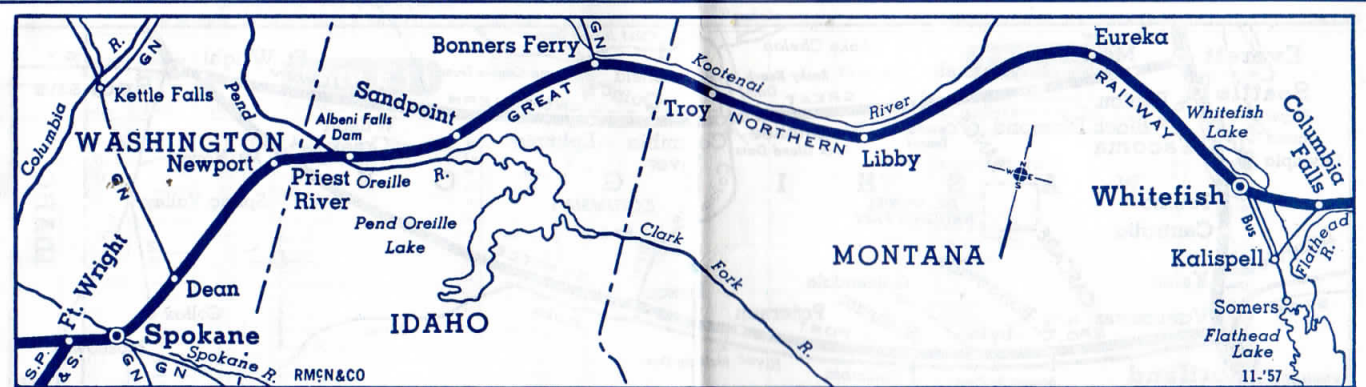 Columbia
R.
GN
Kettle Falls
WASHINGTON
Newport
GN
Pend
Oreille
R.
Albeni Falls
Dam
Priest
River
Sandpoint
Bonners Ferry
GN
GREAT
NORTHERN
RAILWAY
Kootenai
River
Troy
Libby
Eureka
Whitefish
Lake
Columbia
Falls
Whitefish
Bus
Kalispell
Flathead
R.
Somers
Flathead
Lake
11-'57
Pend Oreille
Lake
Clark
Fork
R.
N
E
S
W
MONTANA
IDAHO
Ft. Wright
Dean
Spokane
Spokane R.
S.P.
& S.
GN
GN
RMCN&CO